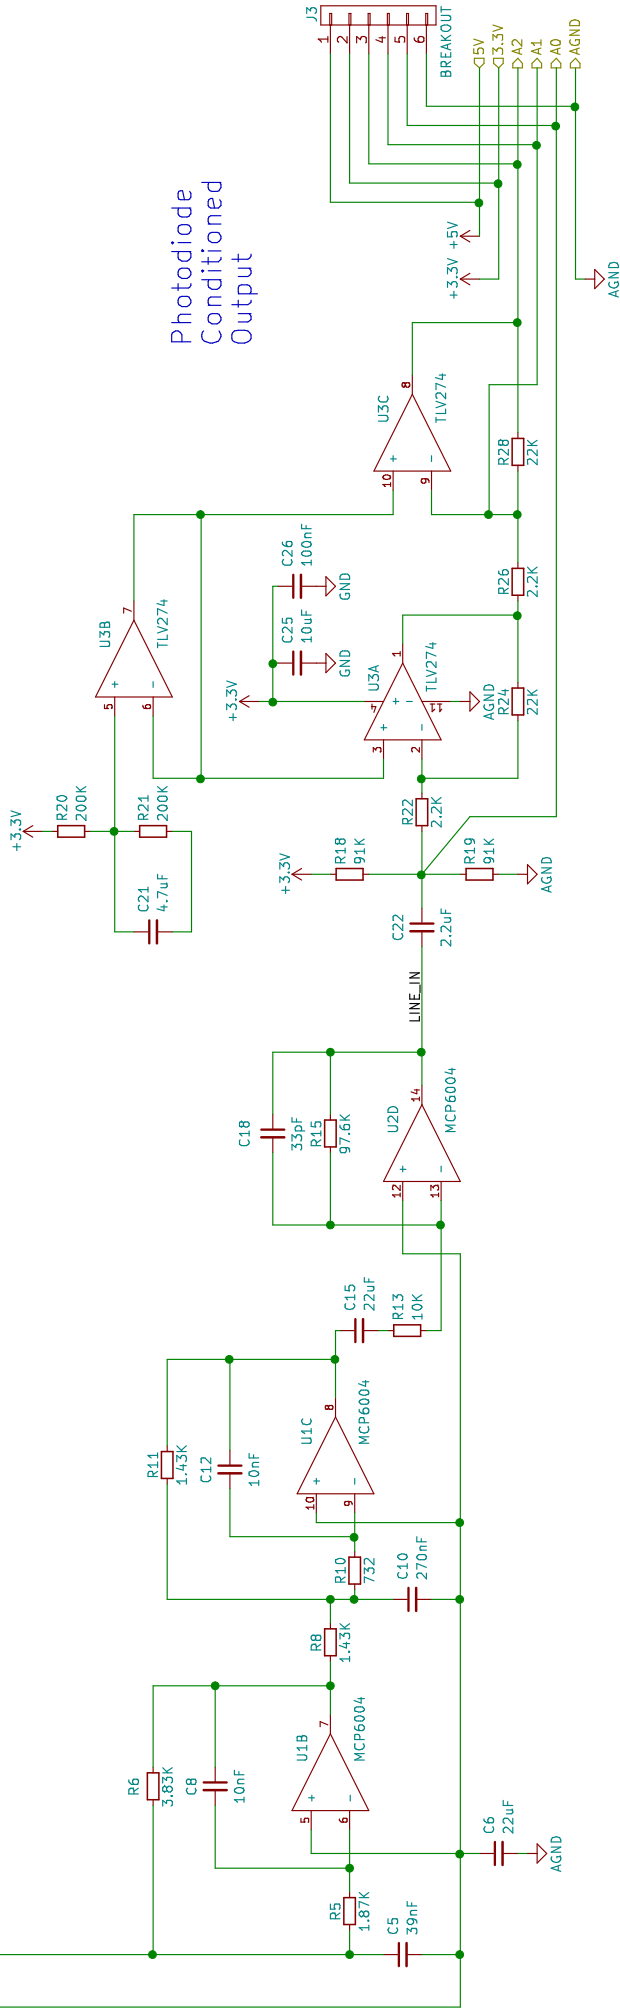 J3
BREAKOUT
1
2
3
4
5
6
5V
3.3V
A2
A1
A0
AGND
Photodiode
Conditioned
Output
+5V
+3.3V
AGND
U3C
TLV274
8
10
9
+
-
R28
22K
R26
2.2K
R24
22K
U3B
TLV274
7
5
6
+
-
C26
100nF
GND
C25
10uF
GND
+3.3V
U3A
TLV274
1
4
11
3
2
+
-
+
-
AGND
+3.3V
R20
200K
R21
200K
C21
4.7uF
R22
2.2K
+3.3V
R18
91K
R19
91K
AGND
C22
2.2uF
LINE_IN
C18
33pF
R15
97.6K
U2D
MCP6004
14
12
13
+
-
C15
22uF
R13
10K
R11
1.43K
C12
10nF
U1C
MCP6004
8
10
9
+
-
R10
732
C10
270nF
R8
1.43K
R6
3.83K
C8
10nF
U1B
MCP6004
7
5
6
+
-
R5
1.87K
C5
39nF
C6
22uF
AGND